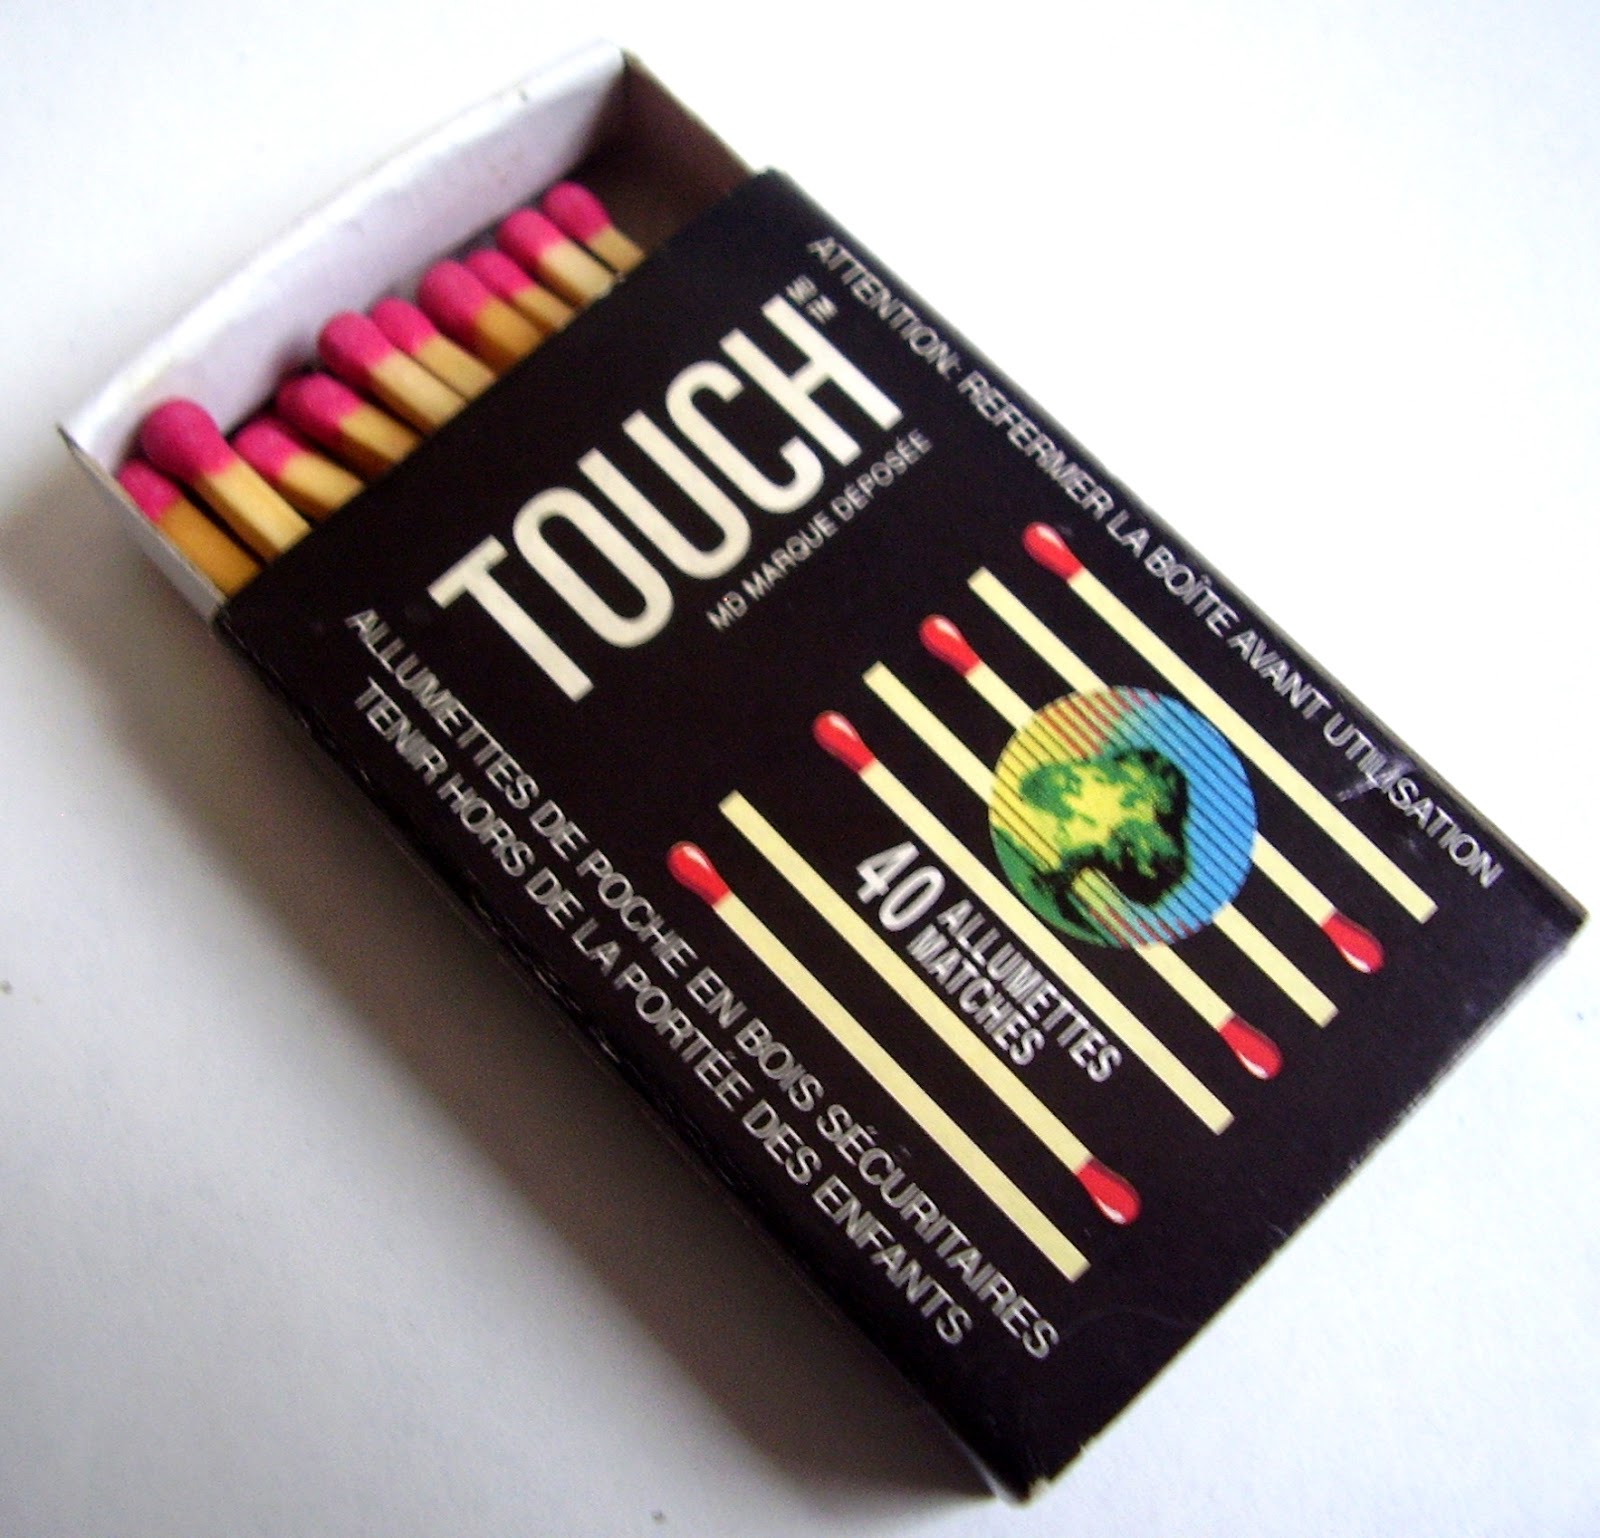 ATTENTION: REFERMER LA BOÎTE AVANT UTILISATION
TOUCH
MD MARQUE DÉPOSÉE
40 ALLUMETTES
MATCHES
ALLUMETTES DE POCHE EN BOIS SÉCURITAIRES
TENIR HORS DE LA PORTÉE DES ENFANTS